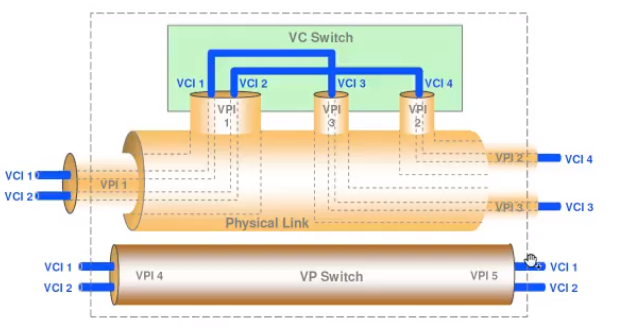 VC Switch
VCI 1
VCI 2
VCI 3
VCI 4
VPI
1
VPI
3
VPI
2
VCI 1
VCI 2
VPI 1
VPI 2
VCI 4
VPI 3
VCI 3
Physical Link
VCI 1
VCI 2
VPI 4
VP Switch
VPI 5
VCI 1
VCI 2